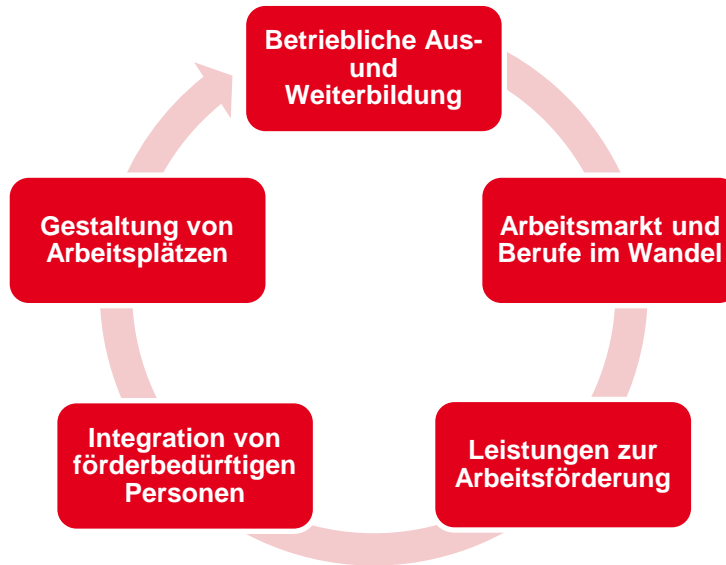 Betriebliche Aus-
und
Weiterbildung
Arbeitsmarkt und
Berufe im Wandel
Leistungen zur
Arbeitsförderung
Integration von
förderbedürftigen
Personen
Gestaltung von
Arbeitsplätzen